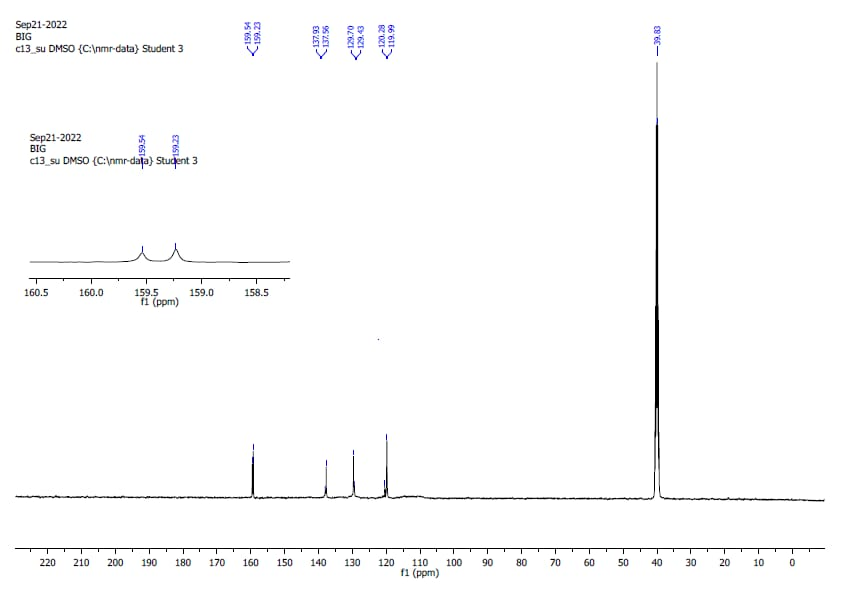 Sep21-2022
BIG
c13_su DMSO {C:\nmr-data} Student 3
159.54
159.23
137.93
137.56
129.70
129.43
120.28
119.99
39.83
Sep21-2022
BIG
c13_su DMSO {C:\nmr-data} Student 3
159.54
159.23
160.5 160.0 159.5 159.0 158.5
f1 (ppm)
220 210 200 190 180 170 160 150 140 130 120 110 100 90 80 70 60 50 40 30 20 10 0
f1 (ppm)